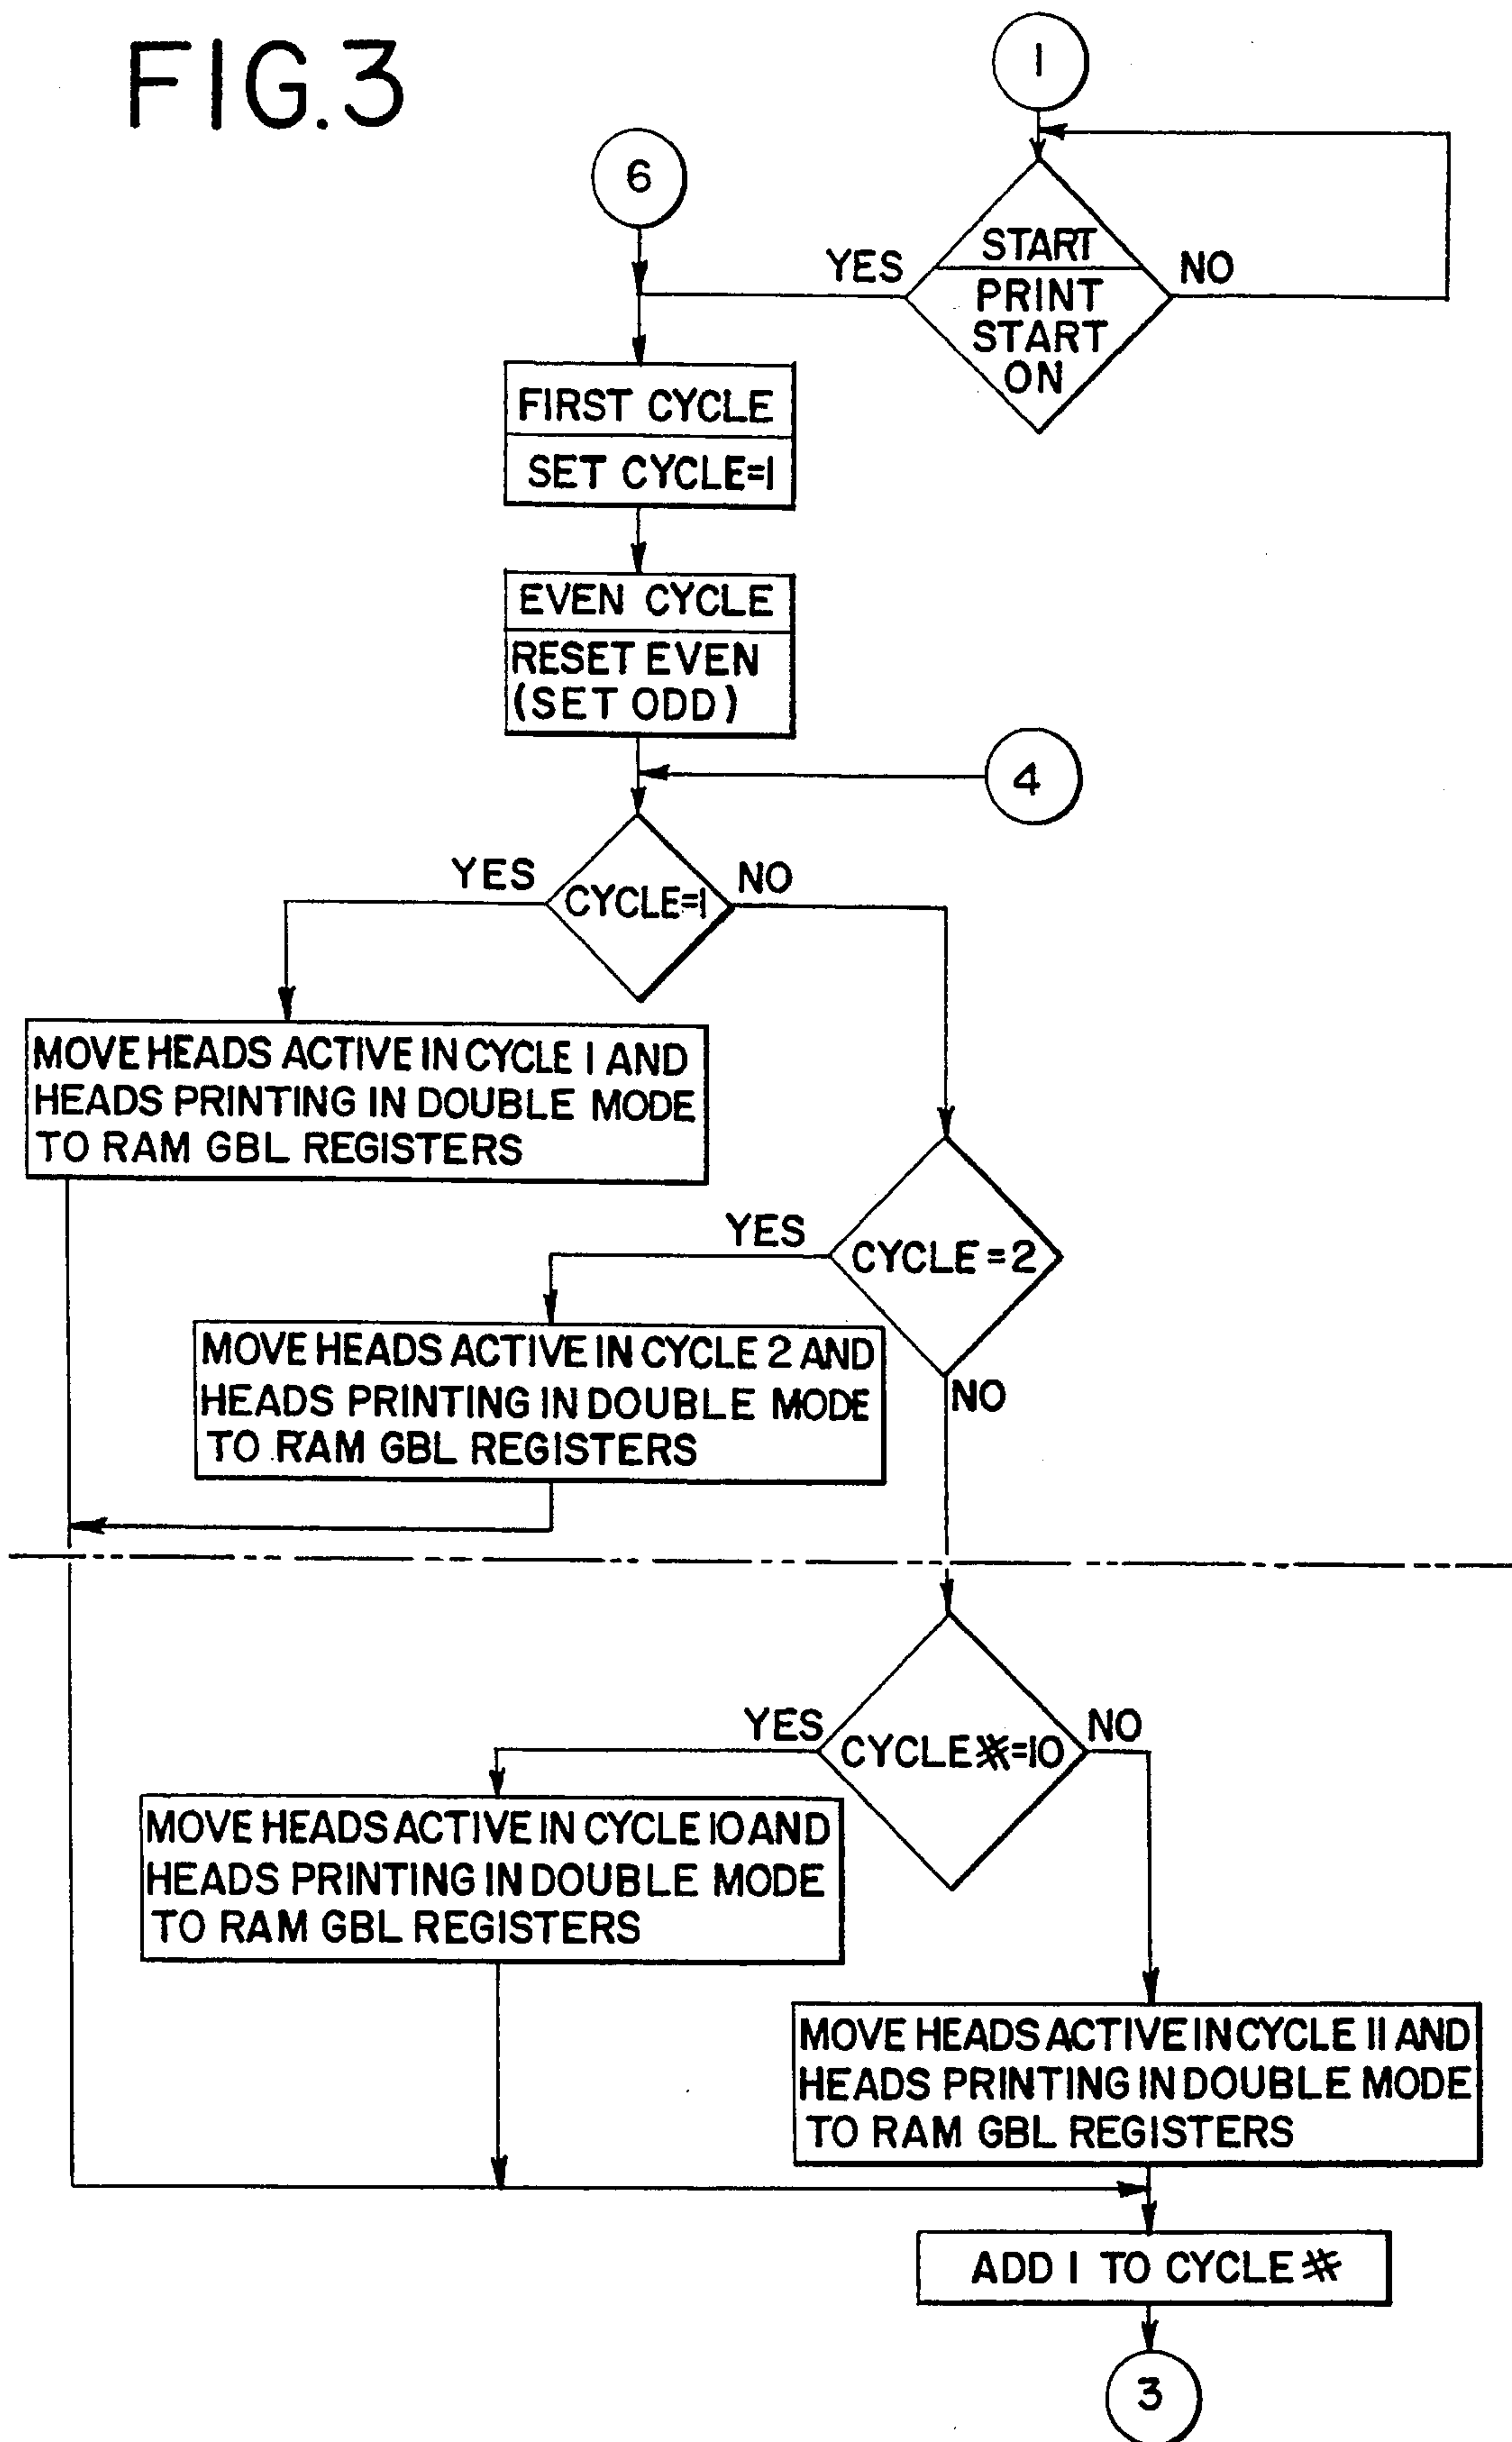 FIG.3
1
6
START
YES
NO
PRINT
START
ON
FIRST CYCLE
SET CYCLE=1
EVEN CYCLE
RESET EVEN
(SET ODD)
4
YES
NO
CYCLE=1
MOVE HEADS ACTIVE IN CYCLE 1 AND
HEADS PRINTING IN DOUBLE MODE
TO RAM GBL REGISTERS
YES
CYCLE=2
MOVE HEADS ACTIVE IN CYCLE 2 AND
HEADS PRINTING IN DOUBLE MODE
TO RAM GBL REGISTERS
NO
YES
NO
CYCLE#=10
MOVE HEADS ACTIVE IN CYCLE 10 AND
HEADS PRINTING IN DOUBLE MODE
TO RAM GBL REGISTERS
MOVE HEADS ACTIVE IN CYCLE 11 AND
HEADS PRINTING IN DOUBLE MODE
TO RAM GBL REGISTERS
ADD 1 TO CYCLE#
3